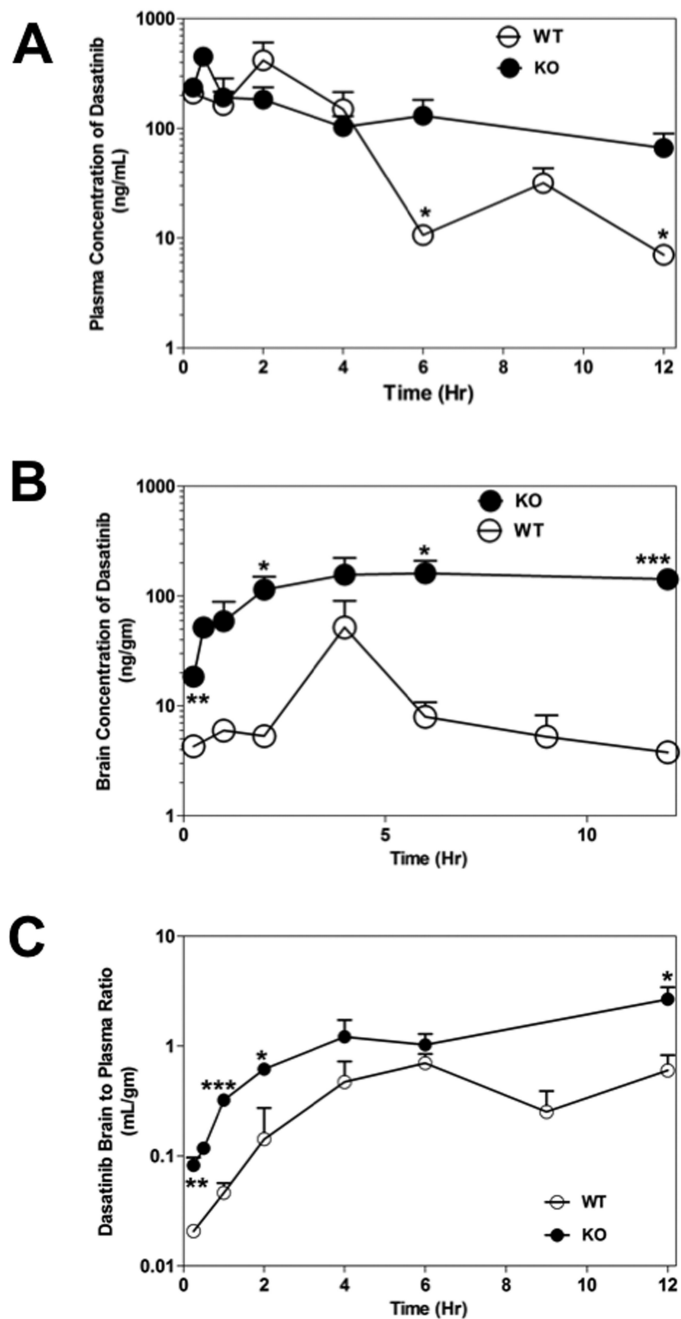 A
Plasma Concentration of Dasatinib
(ng/mL)
1000
100
10
1
WT
KO
*
*
0 2 4 6 8 10 12
Time (Hr)
B
Brain Concentration of Dasatinib
(ng/gm)
1000
100
10
1
KO
WT
**
*
*
***
0 5 10
Time (Hr)
C
Dasatinib Brain to Plasma Ratio
(mL/gm)
10
1
0.1
0.01
**
***
*
*
WT
KO
0 2 4 6 8 10 12
Time (Hr)